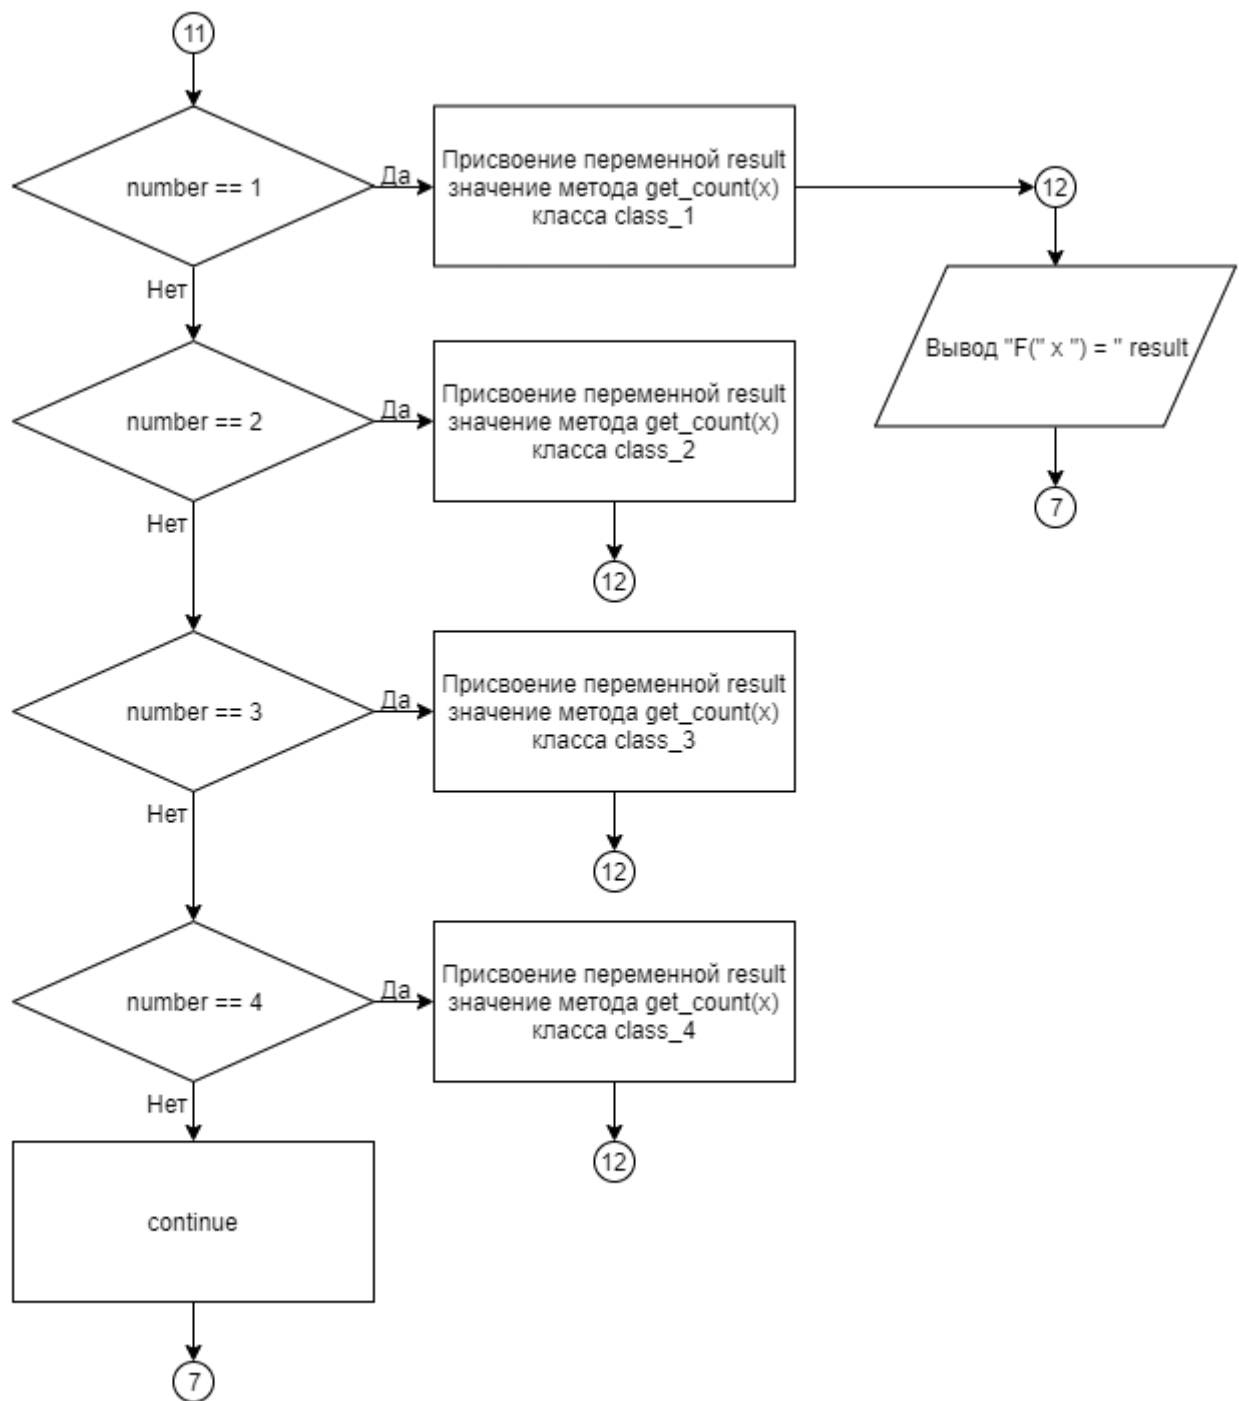 11
number == 1
Да
Присвоение переменной result
значение метода get_count(x)
класса class_1
12
Нет
Вывод "F(" x ") = " result
7
number == 2
Да
Присвоение переменной result
значение метода get_count(x)
класса class_2
Нет
12
number == 3
Да
Присвоение переменной result
значение метода get_count(x)
класса class_3
Нет
12
number == 4
Да
Присвоение переменной result
значение метода get_count(x)
класса class_4
Нет
12
continue
7